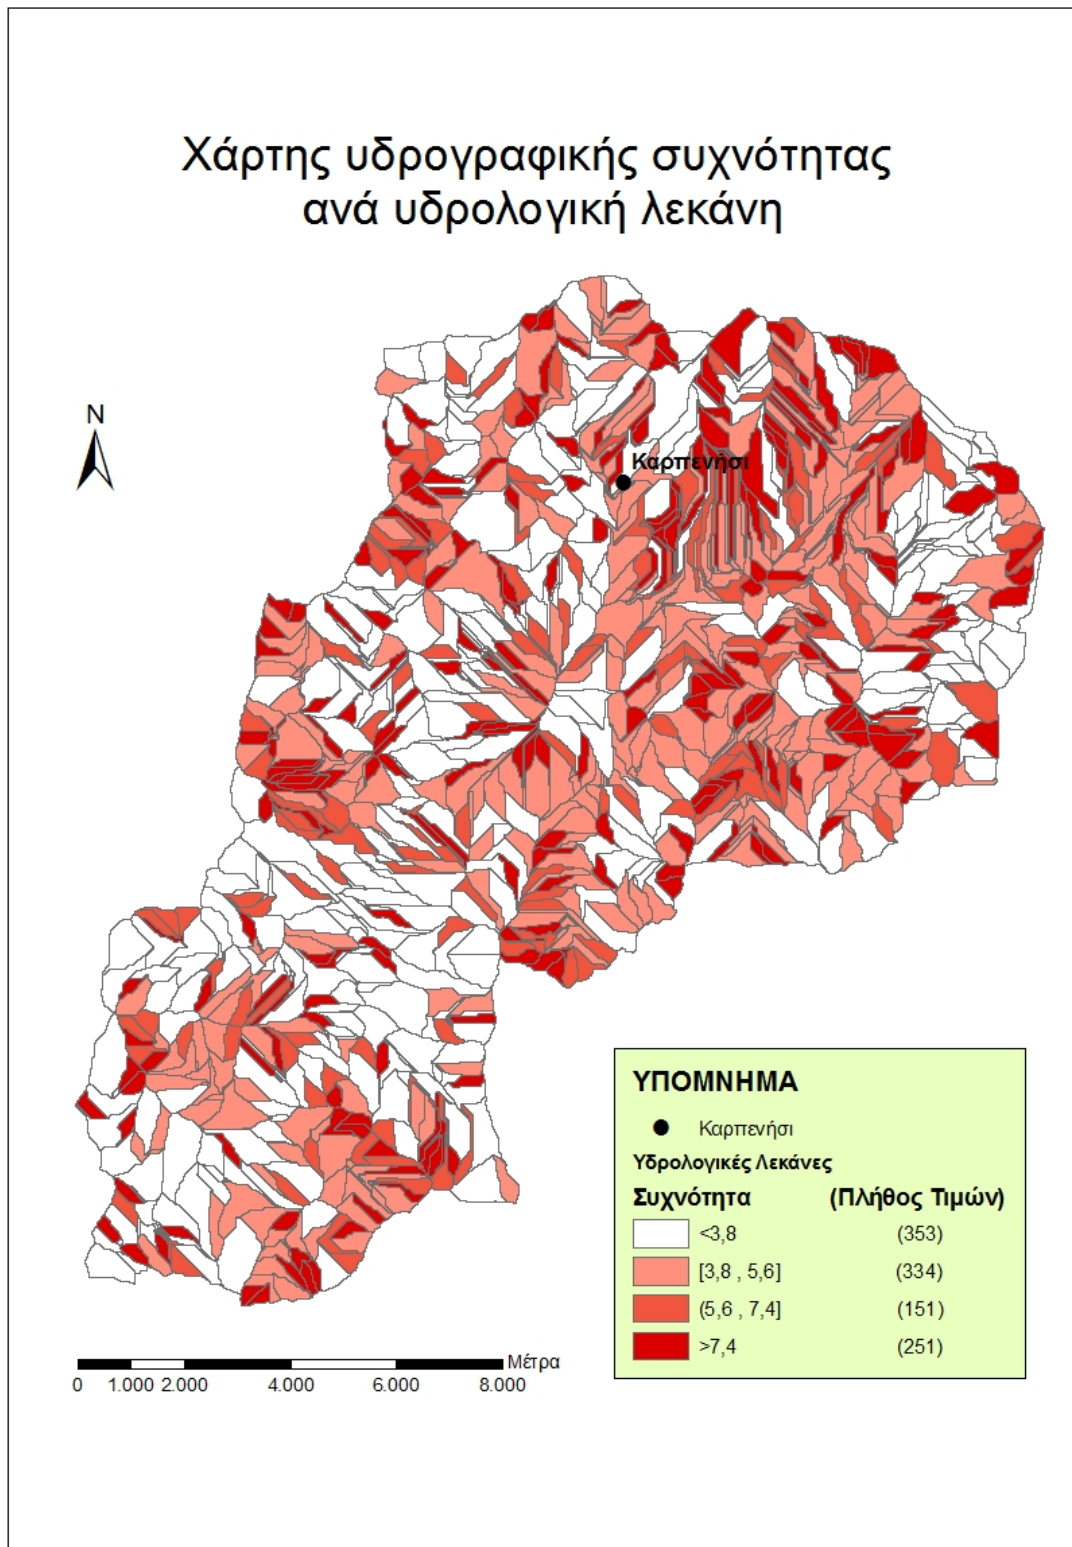 Χάρτης υδρογραφικής συχνότητας
ανά υδρολογική λεκάνη
N
Καρπενήσι
ΥΠΟΜΝΗΜΑ
Καρπενήσι
Υδρολογικές Λεκάνες
Συχνότητα (Πλήθος Τιμών)
<3,8 (353)
[3,8 , 5,6] (334)
(5,6 , 7,4] (151)
>7,4 (251)
Μέτρα
0 1.000 2.000 4.000 6.000 8.000